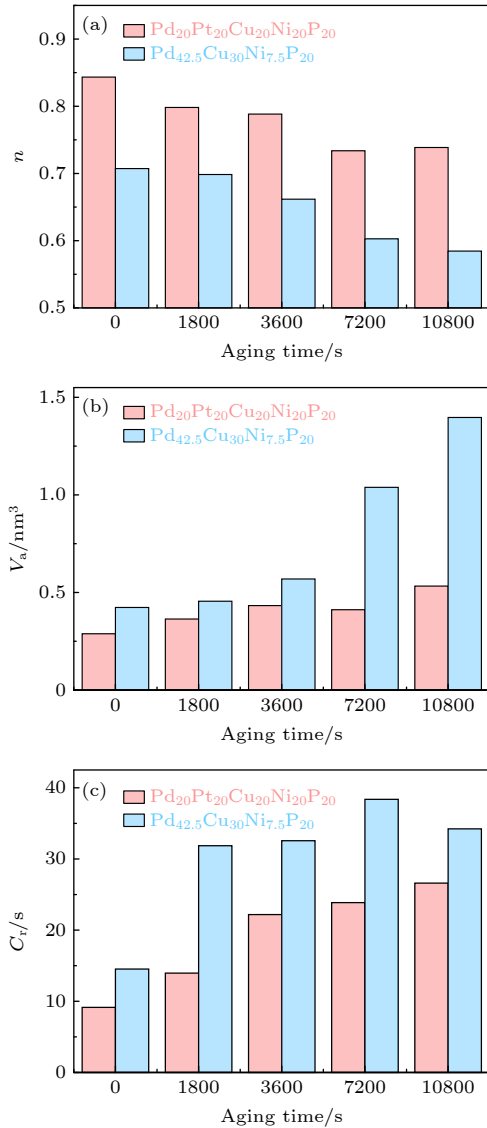 (a)
Pd₂₀Pt₂₀Cu₂₀Ni₂₀P₂₀
Pd₄₂.₅Cu₃₀Ni₇.₅P₂₀
0.9
0.8
0.7
0.6
0.5
n
0 1800 3600 7200 10800
Aging time/s
(b)
Pd₂₀Pt₂₀Cu₂₀Ni₂₀P₂₀
Pd₄₂.₅Cu₃₀Ni₇.₅P₂₀
1.5
1.0
0.5
0
Vₐ/nm³
0 1800 3600 7200 10800
Aging time/s
(c)
Pd₂₀Pt₂₀Cu₂₀Ni₂₀P₂₀
Pd₄₂.₅Cu₃₀Ni₇.₅P₂₀
40
30
20
10
0
Cᵣ/s
0 1800 3600 7200 10800
Aging time/s